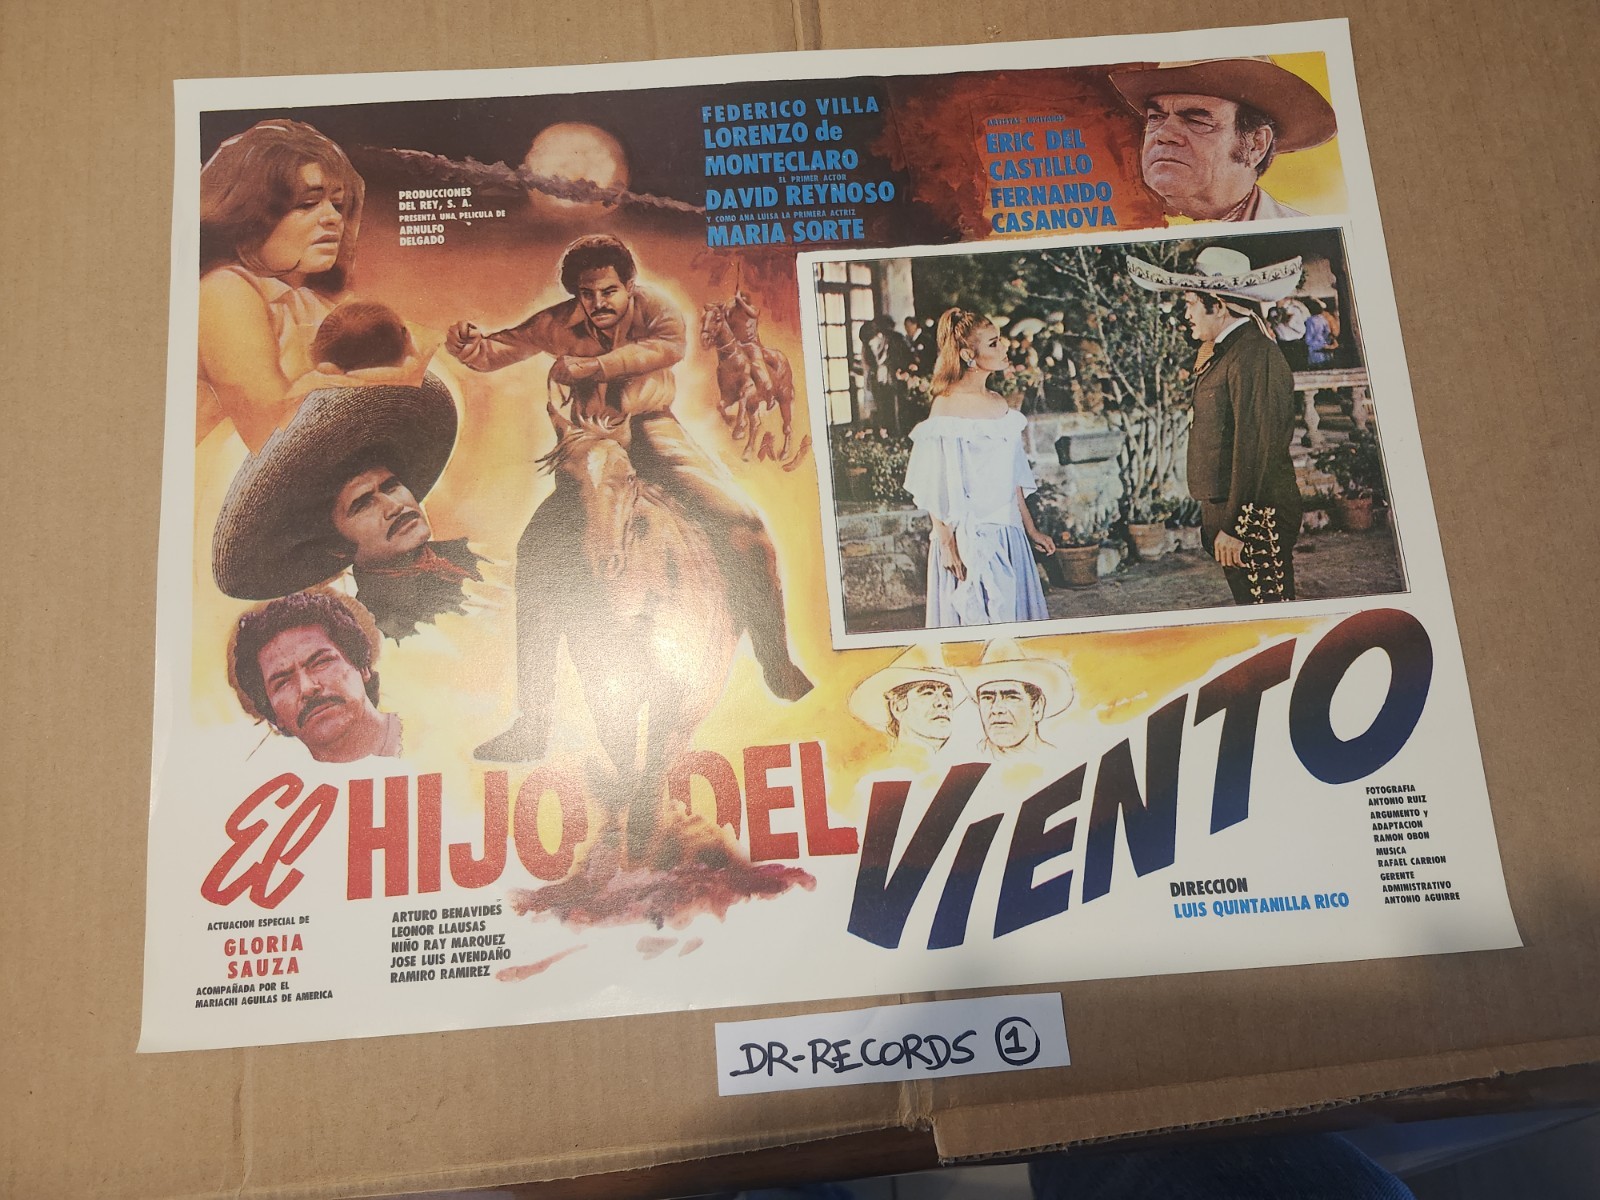 PRODUCCIONES
DEL REY, S. A.
PRESENTA UNA PELICULA DE
ARNULFO
DELGADO
FEDERICO VILLA
LORENZO de
MONTECLARO
EL PRIMER ACTOR
DAVID REYNOSO
Y COMO ANA LUISA LA PRIMERA ACTRIZ
MARIA SORTE
ARTISTAS INVITADOS
ERIC DEL
CASTILLO
FERNANDO
CASANOVA
El HIJO DEL VIENTO
ACTUACION ESPECIAL DE
GLORIA
SAUZA
ACOMPAÑADA POR EL
MARIACHI AGUILAS DE AMERICA
ARTURO BENAVIDES
LEONOR LLAUSAS
NIÑO RAY MARQUEZ
JOSE LUIS AVENDAÑO
RAMIRO RAMIREZ
DIRECCION
LUIS QUINTANILLA RICO
FOTOGRAFIA
ANTONIO RUIZ
ARGUMENTO y
ADAPTACION
RAMON OBON
MUSICA
RAFAEL CARRION
GERENTE
ADMINISTRATIVO
ANTONIO AGUIRRE
DR-RECORDS 1